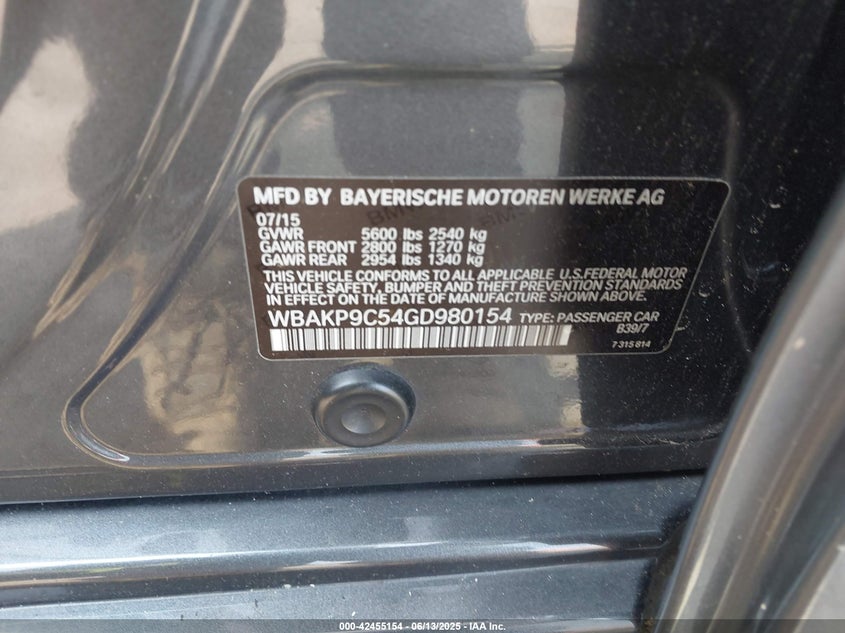 MFD BY BAYERISCHE MOTOREN WERKE AG
07/15
GVWR 5600 lbs 2540 kg
GAWR FRONT 2800 lbs 1270 kg
GAWR REAR 2954 lbs 1340 kg
THIS VEHICLE CONFORMS TO ALL APPLICABLE U.S.FEDERAL MOTOR
VEHICLE SAFETY, BUMPER AND THEFT PREVENTION STANDARDS
IN EFFECT ON THE DATE OF MANUFACTURE SHOWN ABOVE.
WBAKP9C54GD980154 TYPE: PASSENGER CAR
B39/7
7 315 814
000-42455154 - 06/13/2025 - IAA Inc.